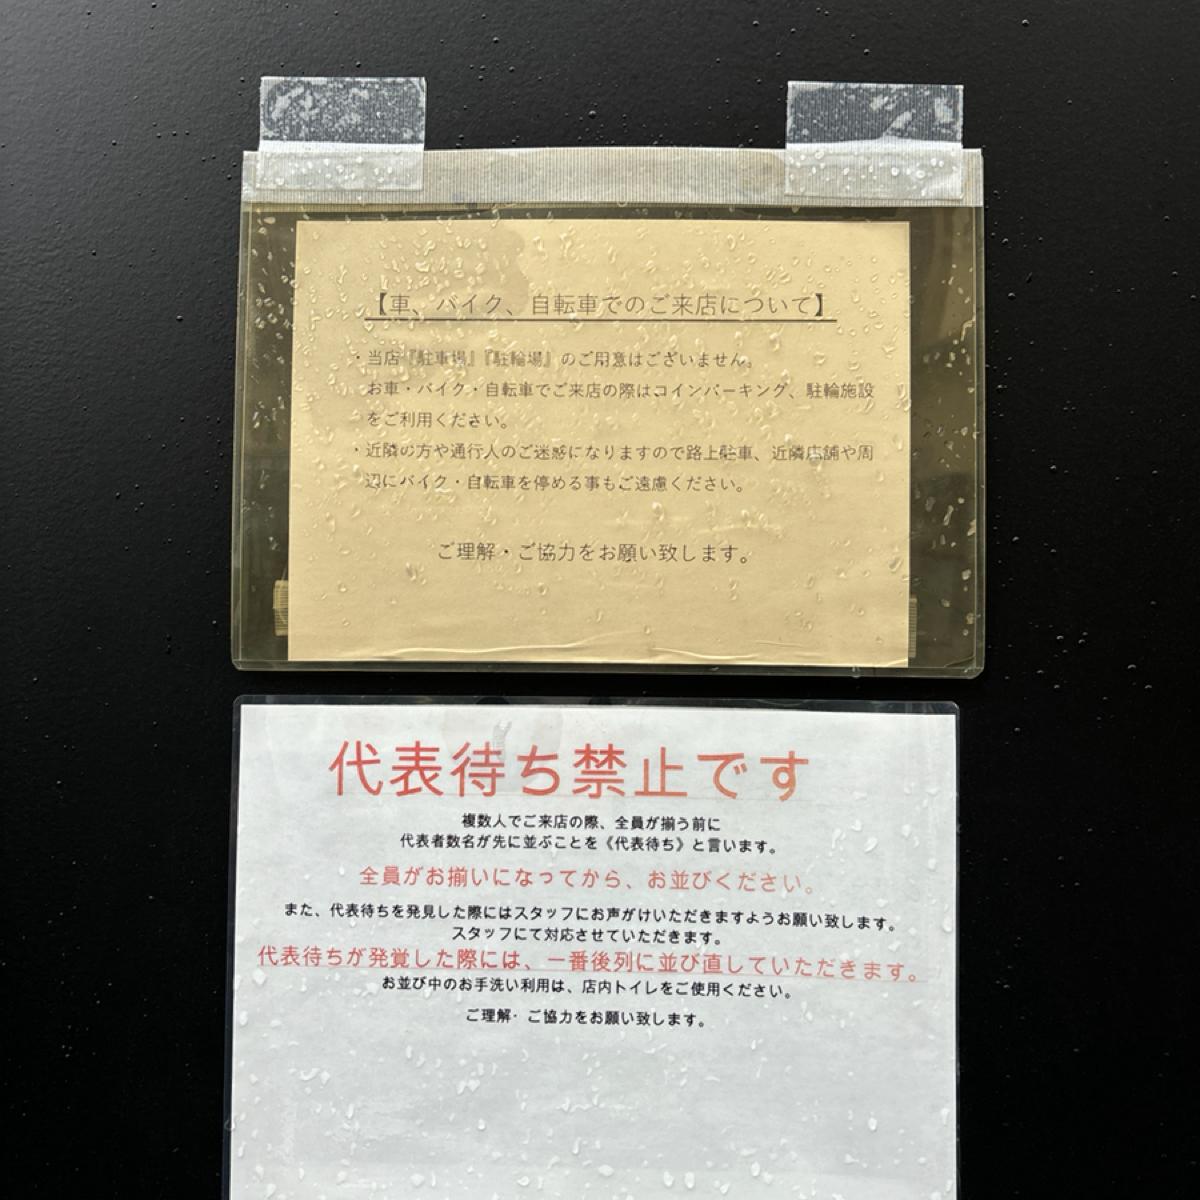 【車、バイク、自転車でのご来店について】
・当店『駐車場』『駐輪場』のご用意はございません。
お車・バイク・自転車でご来店の際はコインパーキング、駐輪施設
をご利用ください。
・近隣の方や通行人のご迷惑になりますので路上駐車、近隣店舗や周
辺にバイク・自転車を停める事もご遠慮ください。
ご理解・ご協力をお願い致します。
代表待ち禁止です
複数人でご来店の際、全員が揃う前に
代表者数名が先に並ぶことを《代表待ち》と言います。
全員がお揃いになってから、お並びください。
また、代表待ちを発見した際にはスタッフにお声がけいただきますようお願い致します。
スタッフにて対応させていただきます。
代表待ちが発覚した際には、一番後列に並び直していただきます。
お並び中のお手洗い利用は、店内トイレをご使用ください。
ご理解・ご協力をお願い致します。